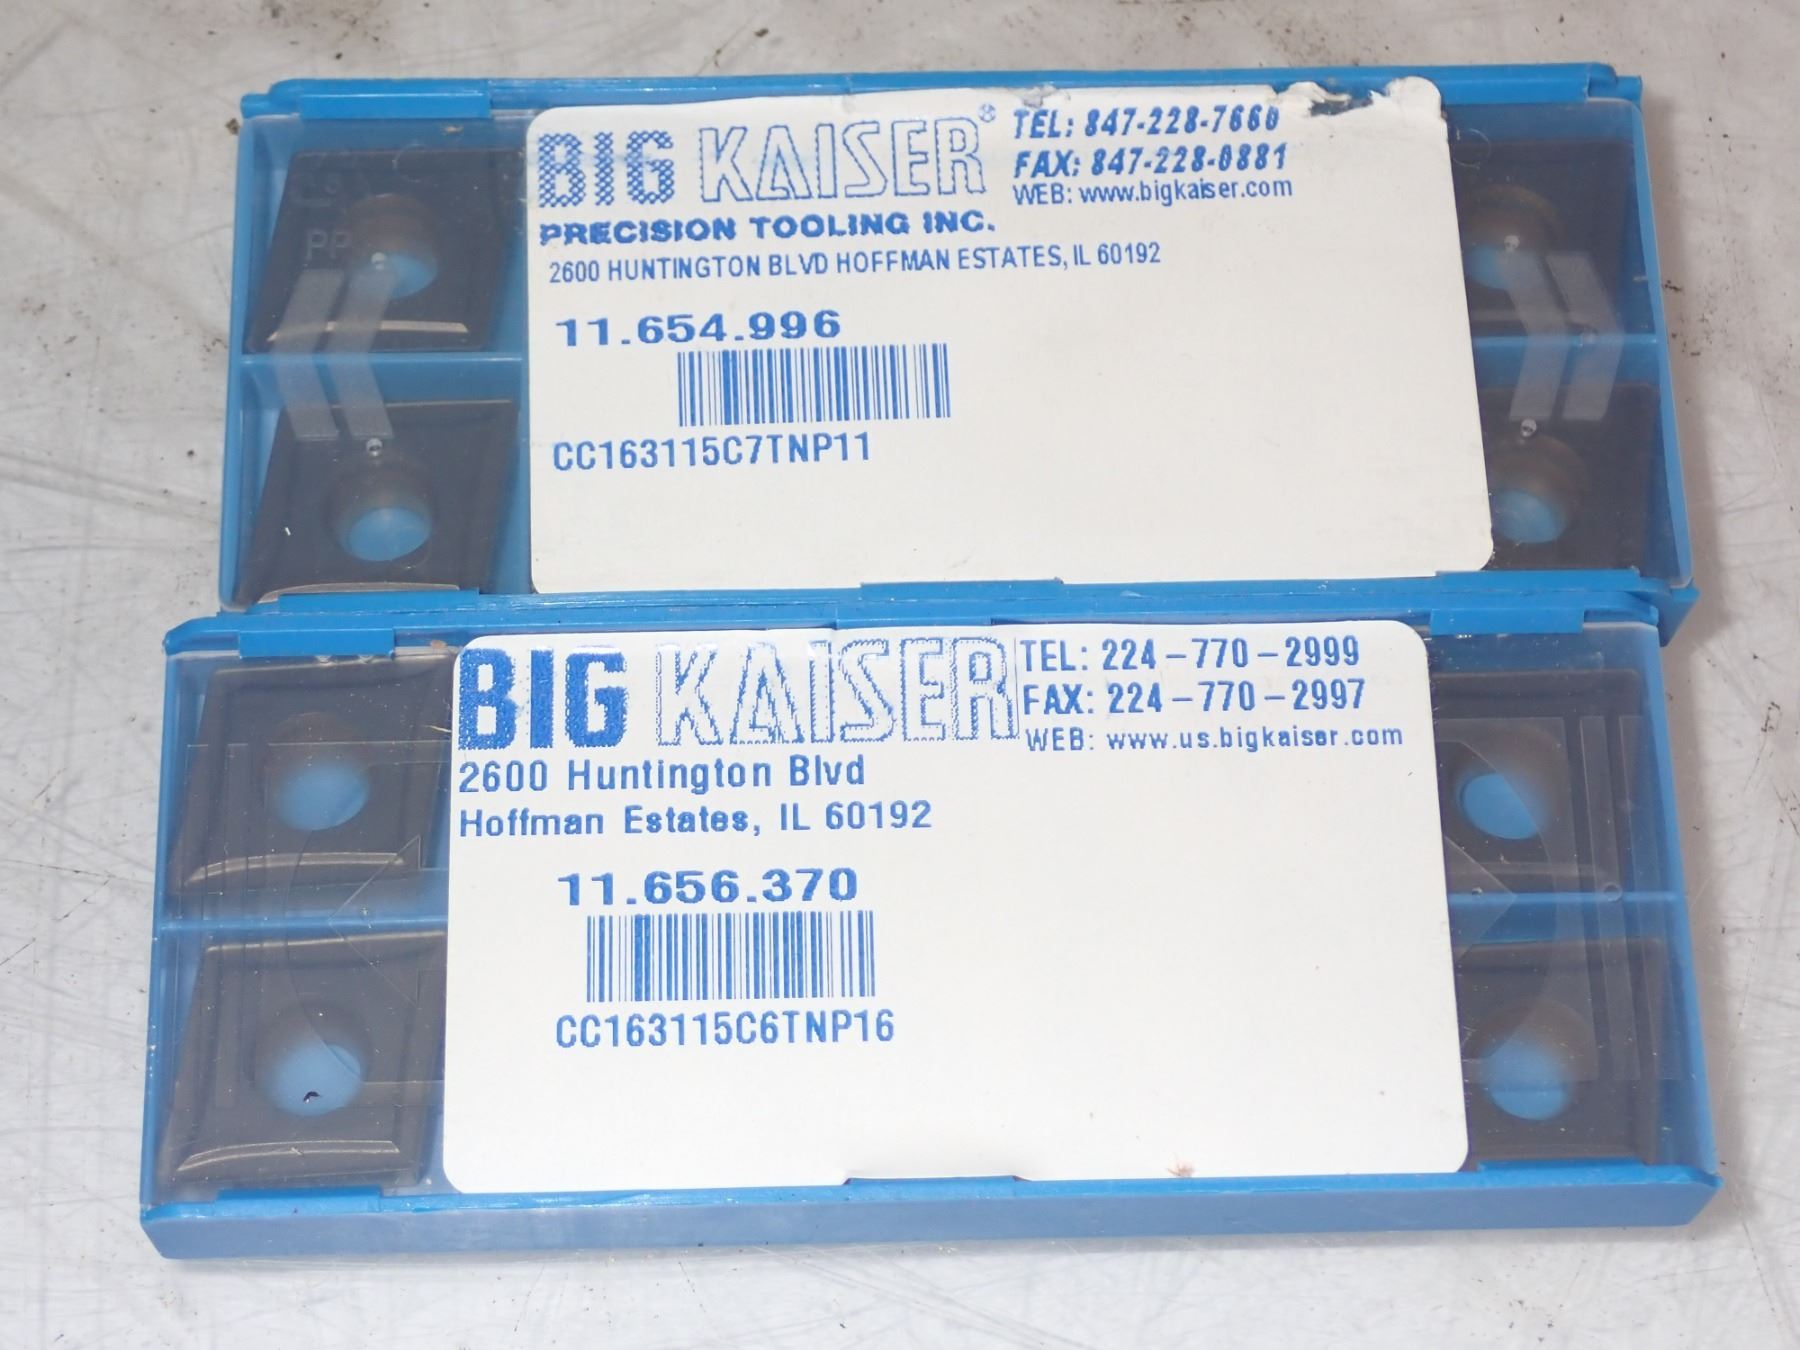 BIG KAISER®
PRECISION TOOLING INC.
TEL: 847-228-7660
FAX: 847-228-0881
WEB: www.bigkaiser.com
2600 HUNTINGTON BLVD HOFFMAN ESTATES, IL 60192
11.654.996
CC163115C7TNP11
PP
BIG KAISER
TEL: 224-770-2999
FAX: 224-770-2997
WEB: www.us.bigkaiser.com
2600 Huntington Blvd
Hoffman Estates, IL 60192
11.656.370
CC163115C6TNP16